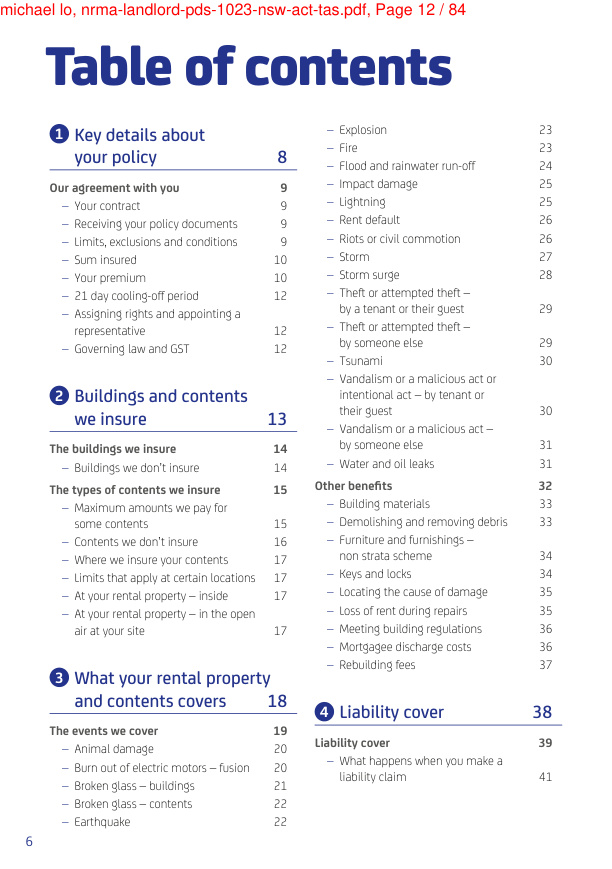 michael lo, nrma-landlord-pds-1023-nsw-act-tas.pdf, Page 12 / 84
Table of contents
1 Key details about
your policy 8
Our agreement with you 9
– Your contract 9
– Receiving your policy documents 9
– Limits, exclusions and conditions 9
– Sum insured 10
– Your premium 10
– 21 day cooling-off period 12
– Assigning rights and appointing a
representative 12
– Governing law and GST 12
2 Buildings and contents
we insure 13
The buildings we insure 14
– Buildings we don't insure 14
The types of contents we insure 15
– Maximum amounts we pay for
some contents 15
– Contents we don't insure 16
– Where we insure your contents 17
– Limits that apply at certain locations 17
– At your rental property – inside 17
– At your rental property – in the open
air at your site 17
3 What your rental property
and contents covers 18
The events we cover 19
– Animal damage 20
– Burn out of electric motors – fusion 20
– Broken glass – buildings 21
– Broken glass – contents 22
– Earthquake 22
– Explosion 23
– Fire 23
– Flood and rainwater run-off 24
– Impact damage 25
– Lightning 25
– Rent default 26
– Riots or civil commotion 26
– Storm 27
– Storm surge 28
– Theft or attempted theft –
by a tenant or their guest 29
– Theft or attempted theft –
by someone else 29
– Tsunami 30
– Vandalism or a malicious act or
intentional act – by tenant or
their guest 30
– Vandalism or a malicious act –
by someone else 31
– Water and oil leaks 31
Other benefits 32
– Building materials 33
– Demolishing and removing debris 33
– Furniture and furnishings –
non strata scheme 34
– Keys and locks 34
– Locating the cause of damage 35
– Loss of rent during repairs 35
– Meeting building regulations 36
– Mortgagee discharge costs 36
– Rebuilding fees 37
4 Liability cover 38
Liability cover 39
– What happens when you make a
liability claim 41
6